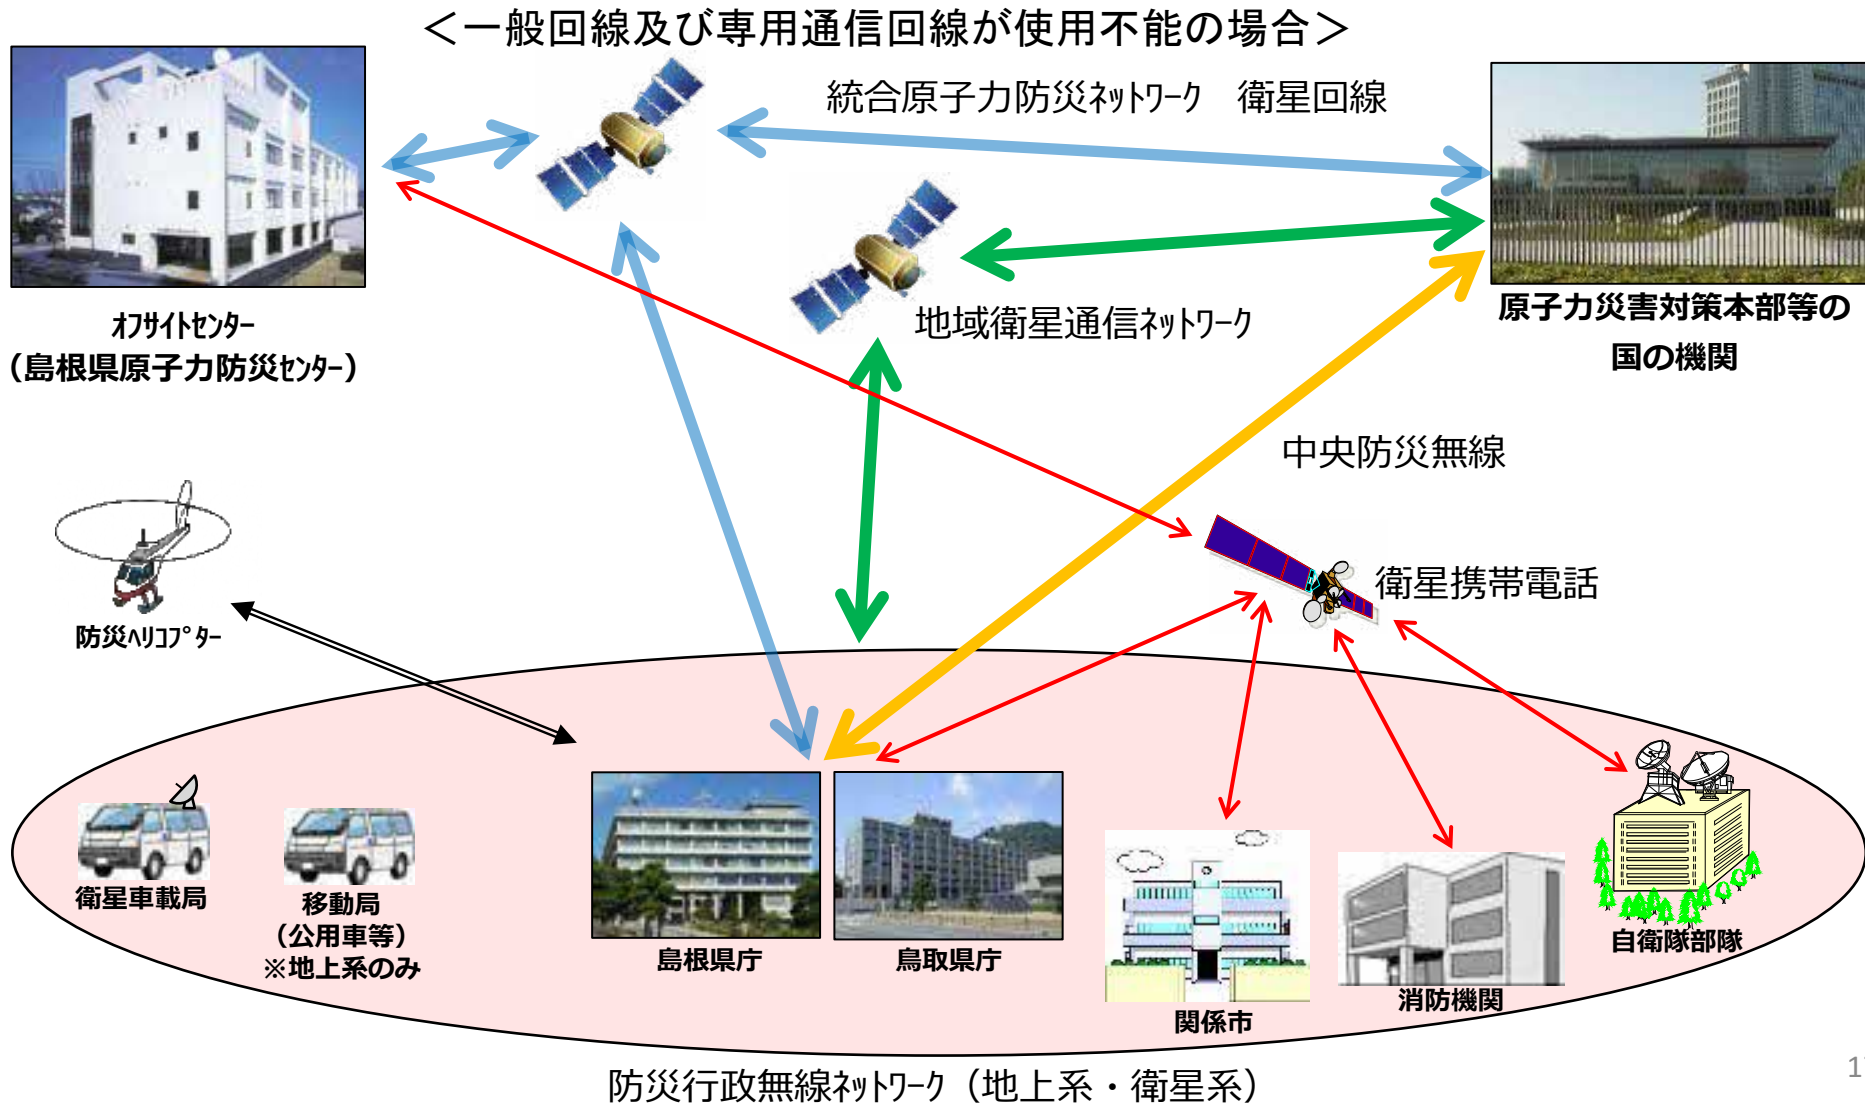 ＜一般回線及び専用通信回線が使用不能の場合＞
統合原子力防災ﾈｯﾄﾜｰｸ　衛星回線
地域衛星通信ﾈｯﾄﾜｰｸ
ｵﾌｻｲﾄｾﾝﾀｰ
（島根県原子力防災ｾﾝﾀｰ）
原子力災害対策本部等の
国の機関
中央防災無線
衛星携帯電話
防災ﾍﾘｺﾌﾟﾀｰ
衛星車載局
移動局
（公用車等）
※地上系のみ
島根県庁
鳥取県庁
関係市
消防機関
自衛隊部隊
防災行政無線ﾈｯﾄﾜｰｸ（地上系・衛星系）